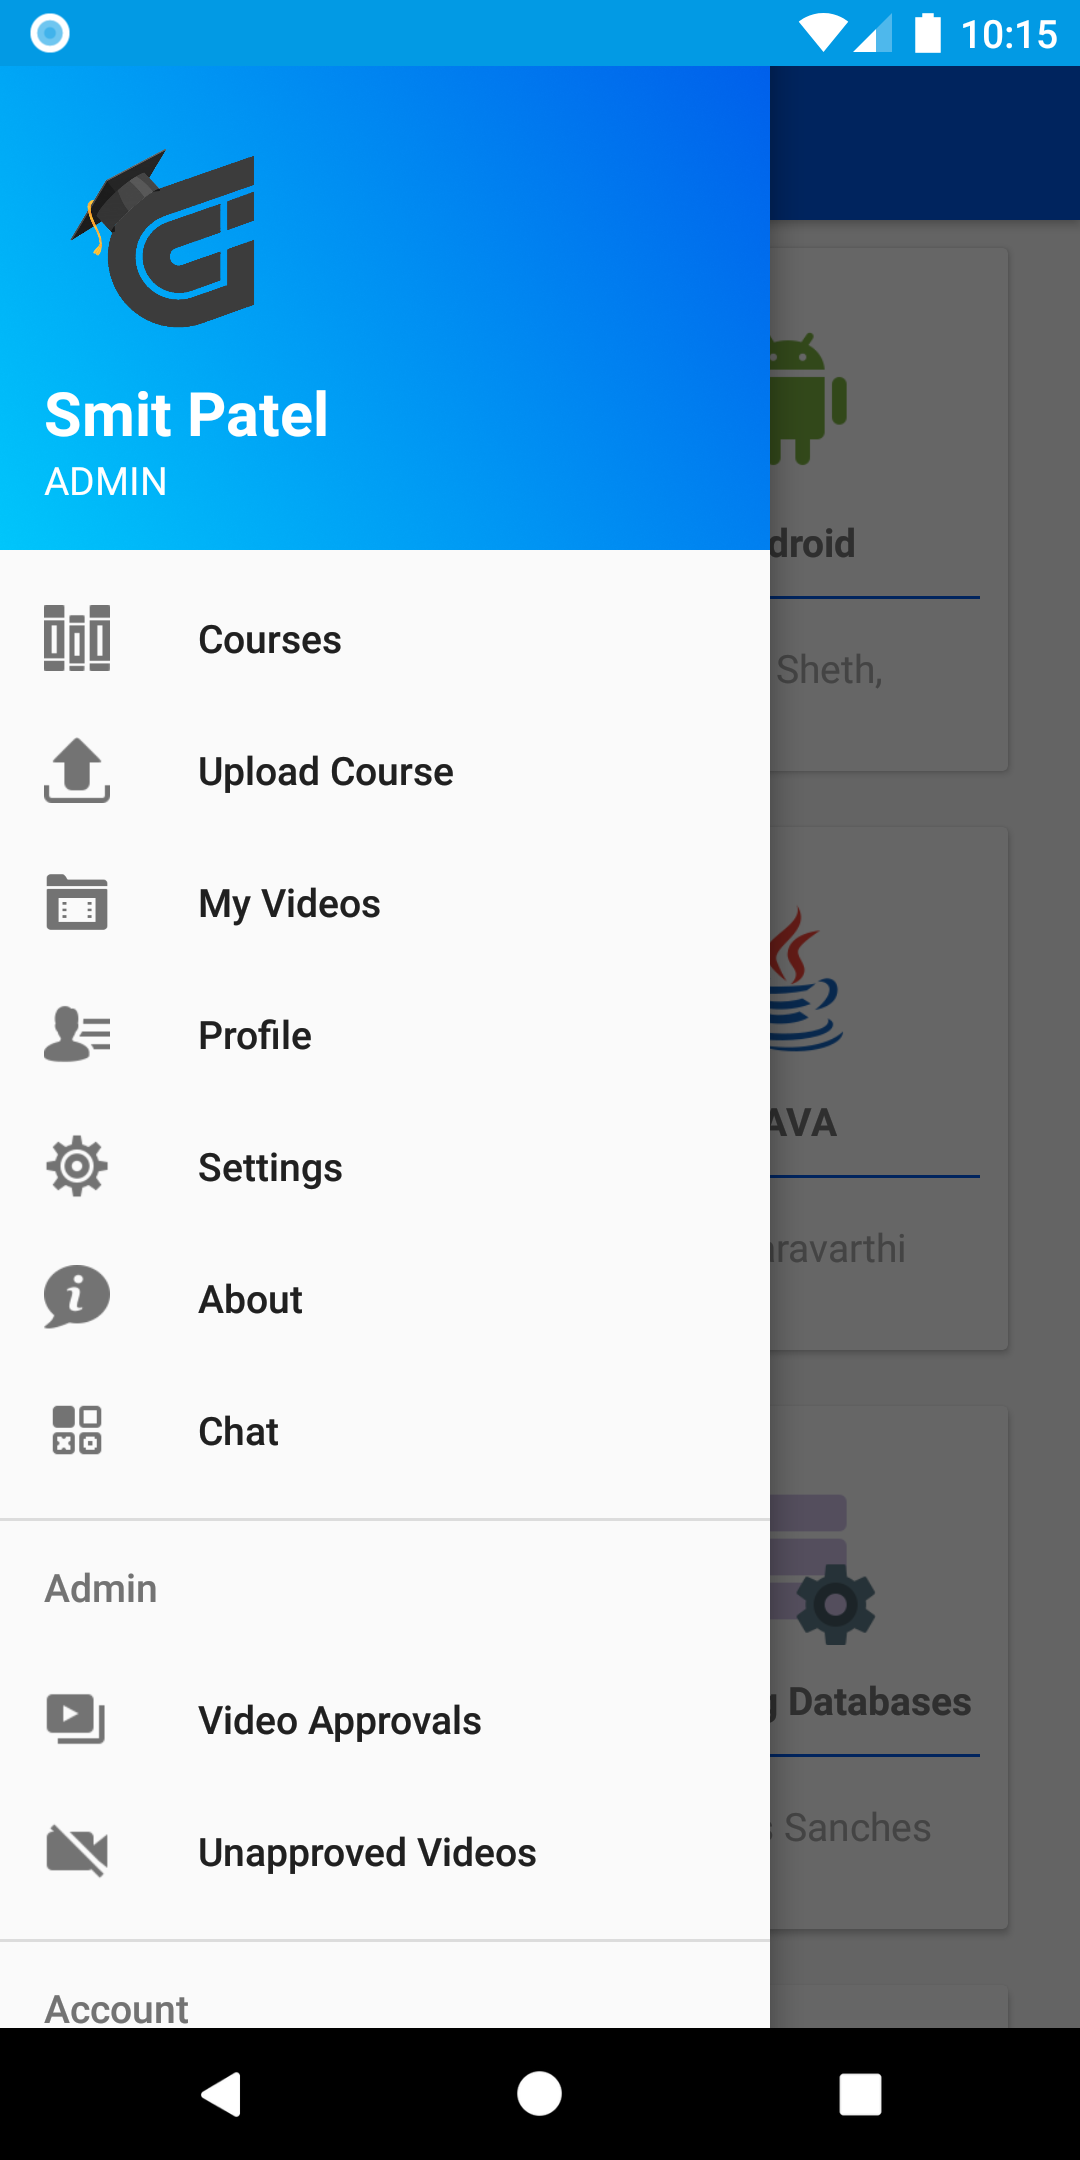 10:15
Smit Patel
ADMIN
Courses
Upload Course
My Videos
Profile
Settings
About
Chat
Admin
Video Approvals
Unapproved Videos
Account
droid
Sheth,
AVA
ravarthi
Databases
Sanches